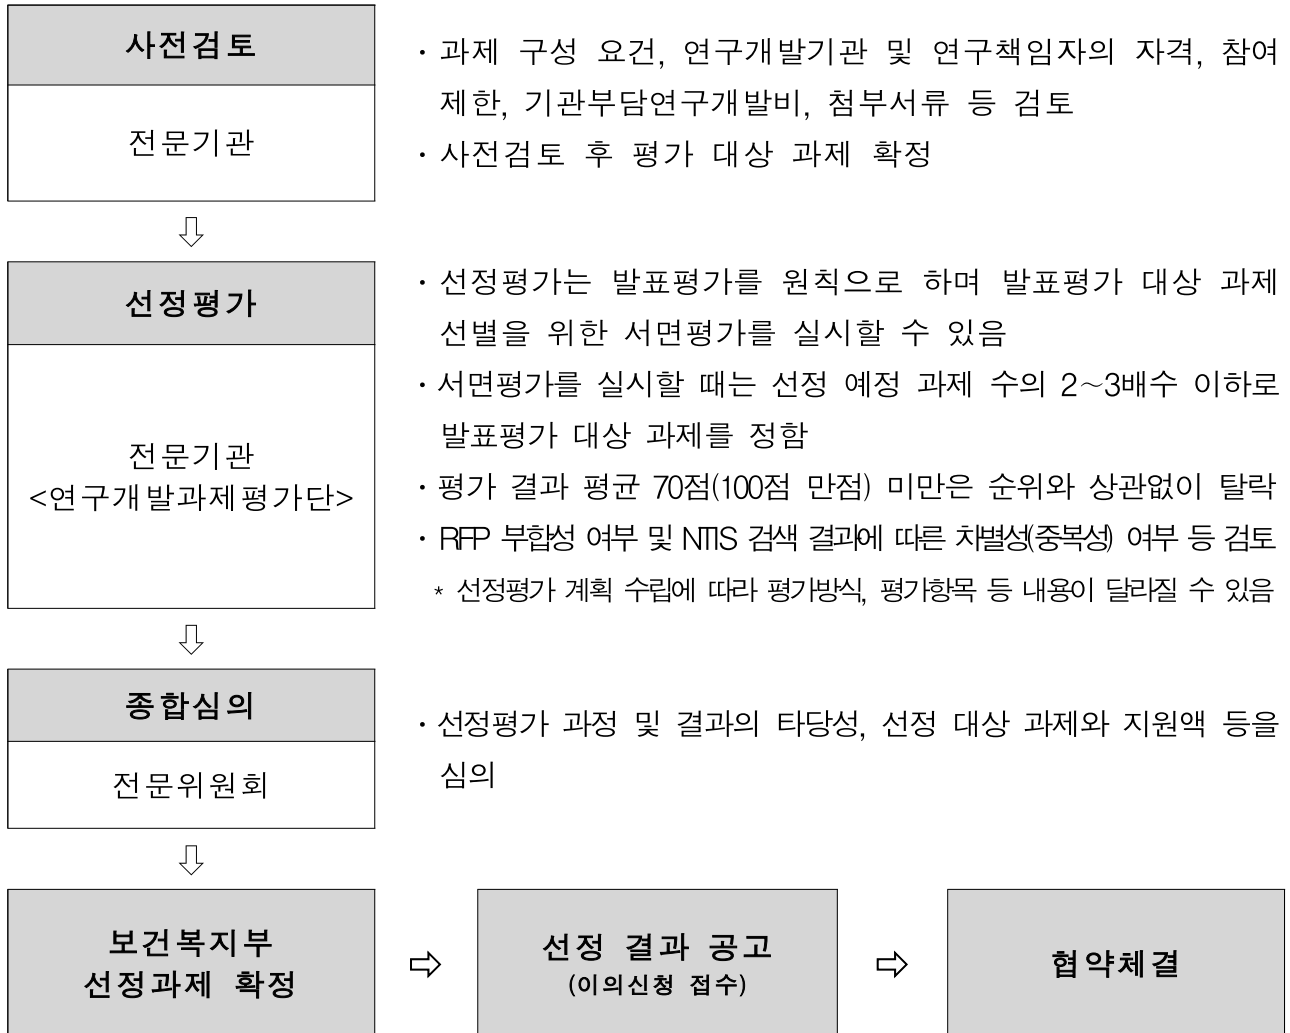 사전검토
전문기관
· 과제 구성 요건, 연구개발기관 및 연구책임자의 자격, 참여
제한, 기관부담연구개발비, 첨부서류 등 검토
· 사전검토 후 평가 대상 과제 확정
선정평가
전문기관
<연구개발과제평가단>
· 선정평가는 발표평가를 원칙으로 하며 발표평가 대상 과제
선별을 위한 서면평가를 실시할 수 있음
· 서면평가를 실시할 때는 선정 예정 과제 수의 2～3배수 이하로
발표평가 대상 과제를 정함
· 평가 결과 평균 70점(100점 만점) 미만은 순위와 상관없이 탈락
· RFP 부합성 여부 및 NTIS 검색 결과에 따른 차별성(중복성) 여부 등 검토
* 선정평가 계획 수립에 따라 평가방식, 평가항목 등 내용이 달라질 수 있음
종합심의
전문위원회
· 선정평가 과정 및 결과의 타당성, 선정 대상 과제와 지원액 등을
심의
보건복지부
선정과제 확정
선정 결과 공고
(이의신청 접수)
협약체결